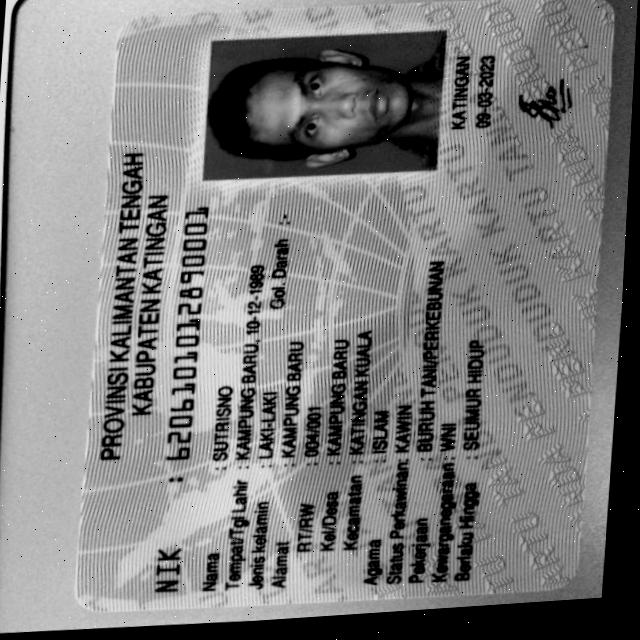 PROVINSI KALIMANTAN TENGAH
KABUPATEN KATINGAN
NIK : 6206101012890001
Nama : SUTRISNO
Tempat/Tgl Lahir : KAMPUNG BARU, 10-12-1989
Jenis kelamin : LAKI-LAKI Gol. Darah : -
Alamat : KAMPUNG BARU
RT/RW : 004/001
Kel/Desa : KAMPUNG BARU
Kecamatan : KATINGAN KUALA
Agama : ISLAM
Status Perkawinan: KAWIN
Pekerjaan : BURUH TANI/PERKEBUNAN
Kewarganegaraan : WNI
Berlaku Hingga : SEUMUR HIDUP
KATINGAN
09-03-2023